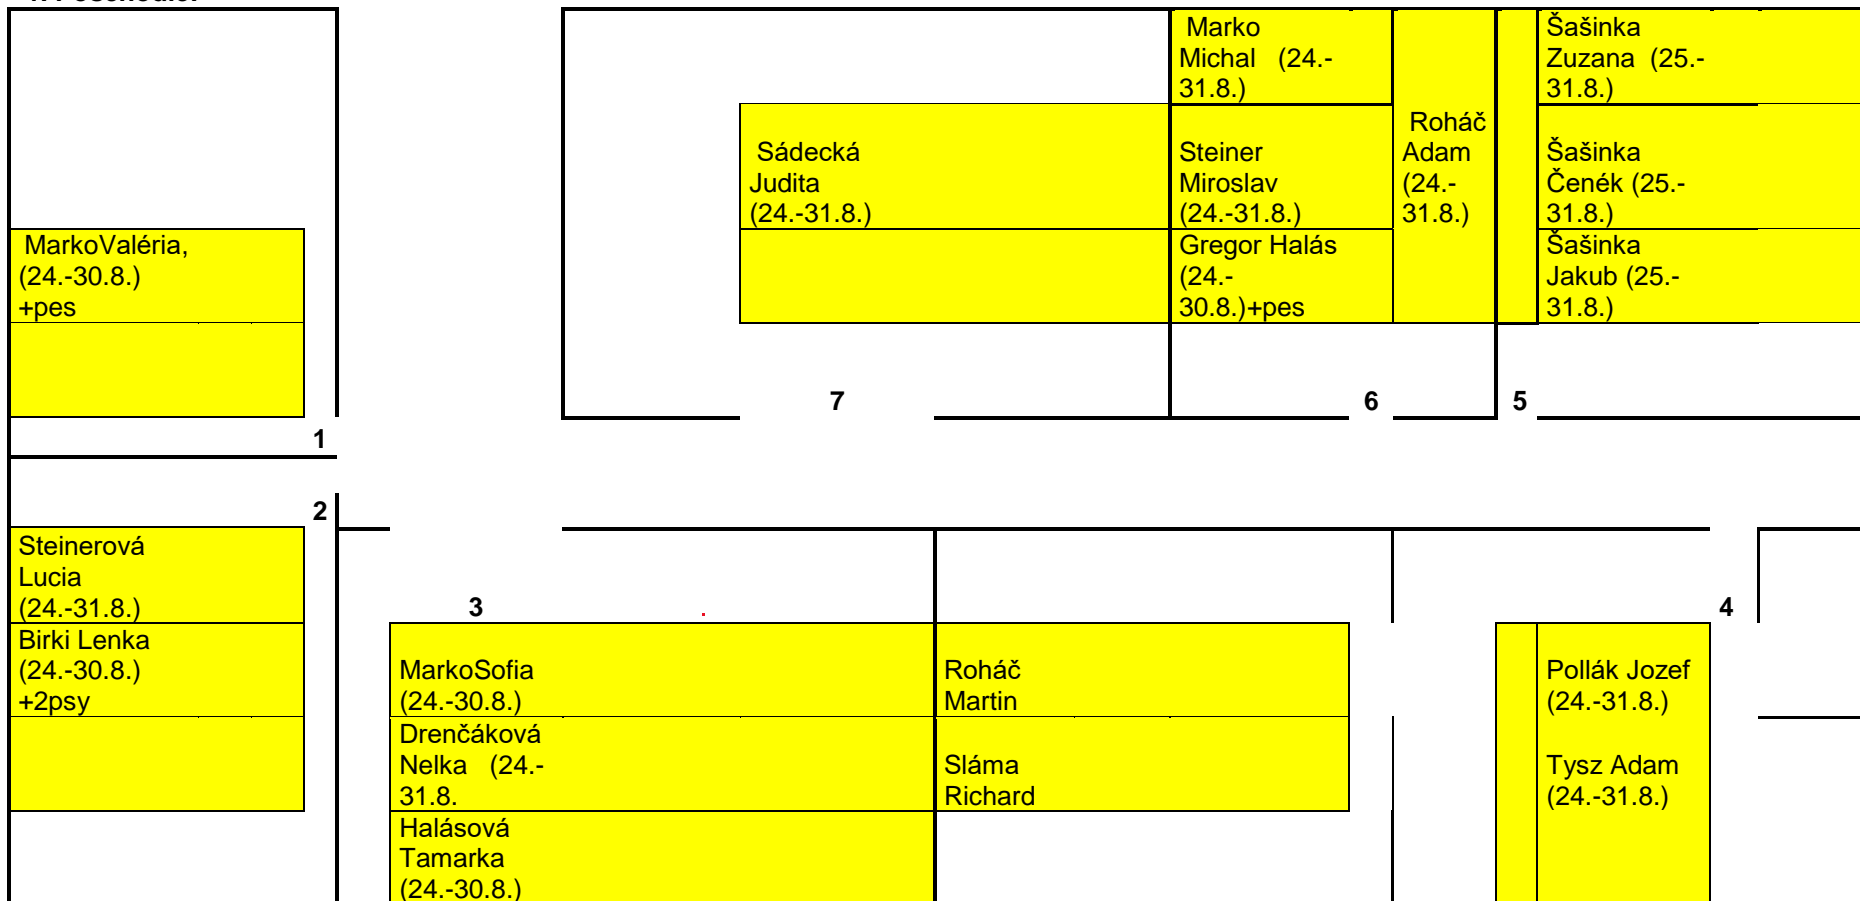 Marko
Michal (24.-
31.8.)
Šašinka
Zuzana (25.-
31.8.)
Sádecká
Judita
(24.-31.8.)
Steiner
Miroslav
(24.-31.8.)
Roháč
Adam
(24.-
31.8.)
Šašinka
Čenék (25.-
31.8.)
MarkoValéria,
(24.-30.8.)
+pes
Gregor Halás
(24.-
30.8.)+pes
Šašinka
Jakub (25.-
31.8.)
7
6
5
1
2
Steinerová
Lucia
(24.-31.8.)
3
4
Birki Lenka
(24.-30.8.)
+2psy
MarkoSofia
(24.-30.8.)
Roháč
Martin
Pollák Jozef
(24.-31.8.)
Drenčáková
Nelka (24.-
31.8.
Sláma
Richard
Tysz Adam
(24.-31.8.)
Halásová
Tamarka
(24.-30.8.)